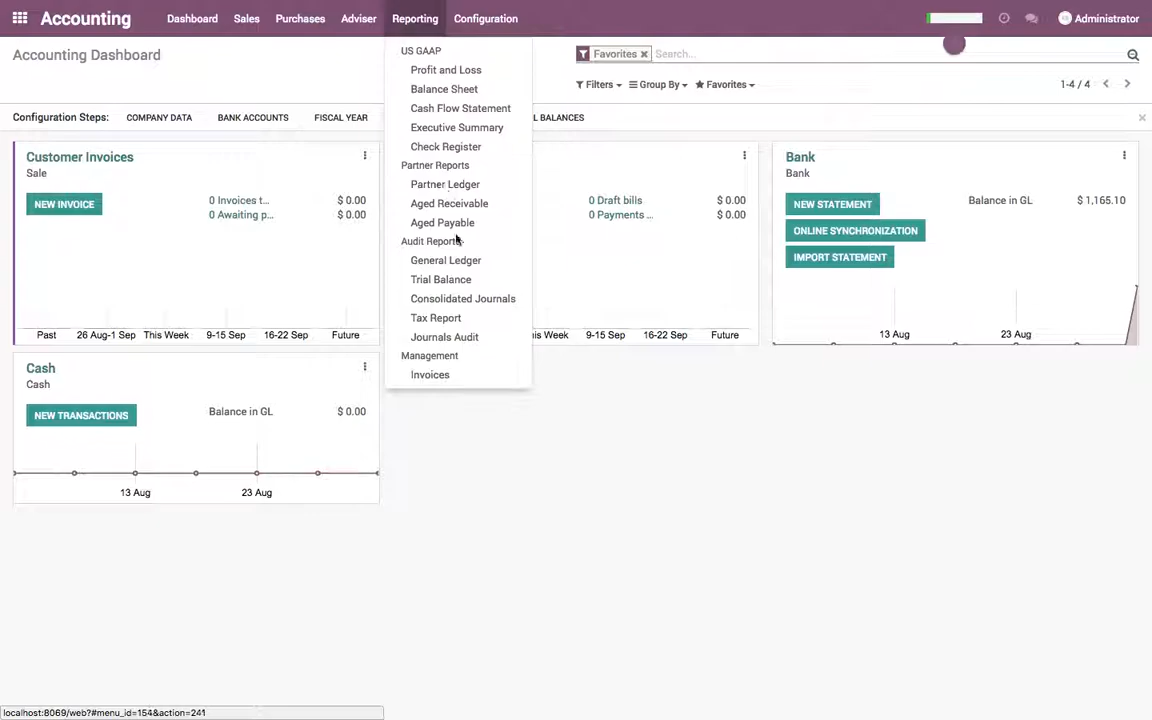 Accounting
Dashboard
Sales
Purchases
Adviser
Reporting
Configuration
Administrator
Accounting Dashboard
Favorites
Search...
Filters
Group By
Favorites
1-4 / 4
Configuration Steps:
COMPANY DATA
BANK ACCOUNTS
FISCAL YEAR
L BALANCES
US GAAP
Profit and Loss
Balance Sheet
Cash Flow Statement
Executive Summary
Check Register
Partner Reports
Partner Ledger
Aged Receivable
Aged Payable
Audit Reports
General Ledger
Trial Balance
Consolidated Journals
Tax Report
Journals Audit
Management
Invoices
Customer Invoices
Sale
NEW INVOICE
0 Invoices t... $ 0.00
0 Awaiting p... $ 0.00
Past 26 Aug-1 Sep This Week 9-15 Sep 16-22 Sep Future
0 Draft bills $ 0.00
0 Payments ... $ 0.00
9-15 Sep 16-22 Sep Future
Bank
Bank
NEW STATEMENT
ONLINE SYNCHRONIZATION
IMPORT STATEMENT
Balance in GL $ 1,165.10
13 Aug 23 Aug
Cash
Cash
NEW TRANSACTIONS
Balance in GL $ 0.00
13 Aug 23 Aug
localhost:8069/web?#menu_id=154&action=241